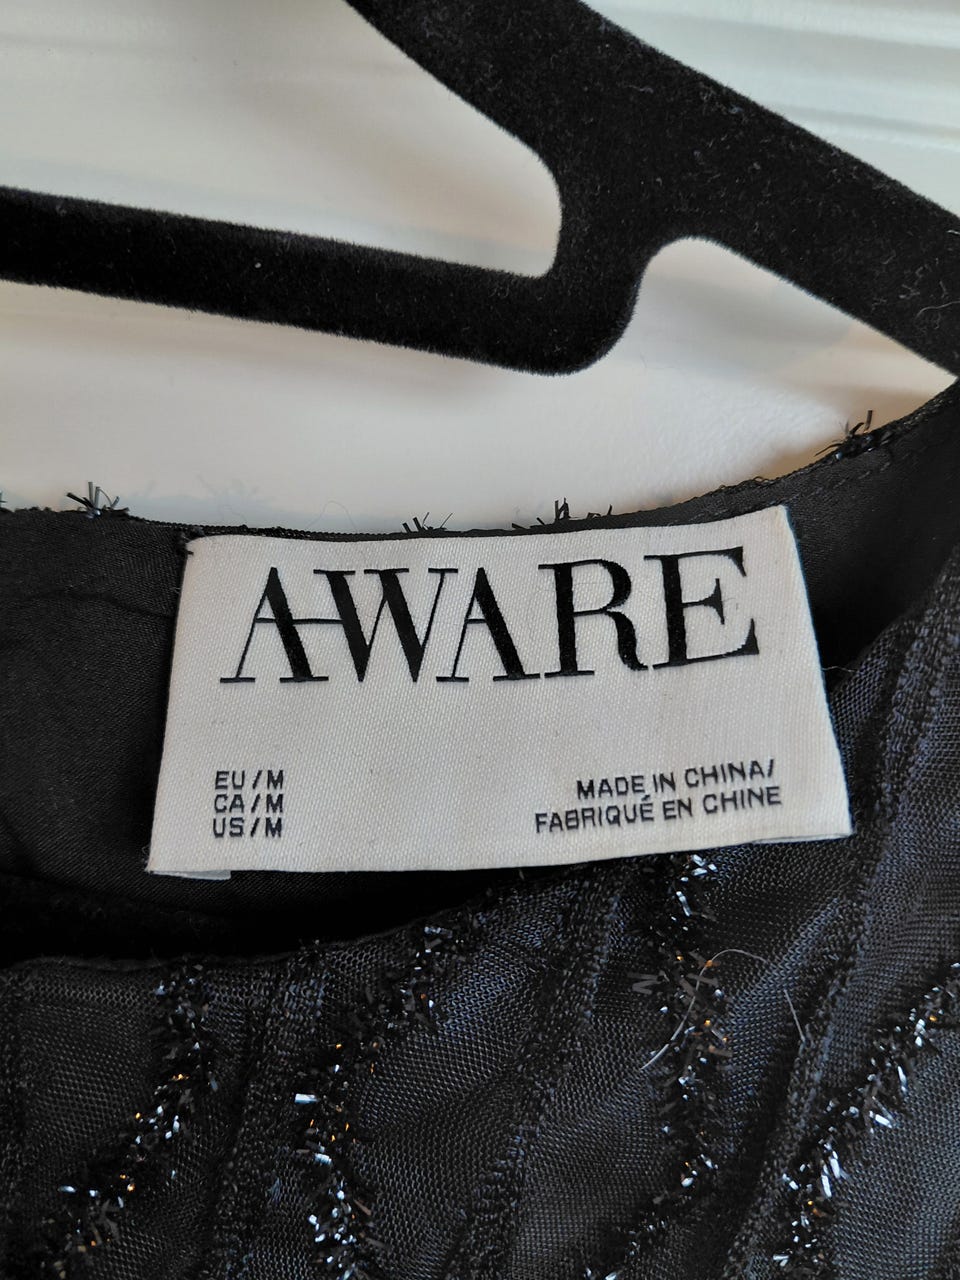 AWARE
EU/M
CA/M
US/M
MADE IN CHINA/
FABRIQUÉ EN CHINE